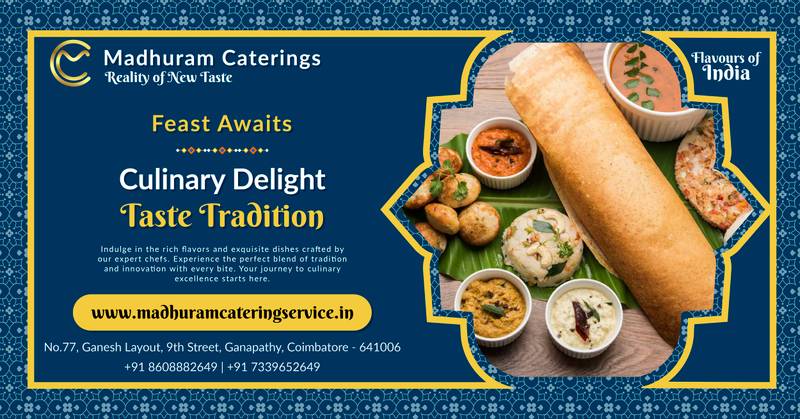 Madhuram Caterings
Reality of New Taste
Flavours of
India
Feast Awaits
Culinary Delight
Taste Tradition
Indulge in the rich flavors and exquisite dishes crafted by
our expert chefs. Experience the perfect blend of tradition
and innovation with every bite. Your journey to culinary
excellence starts here.
www.madhuramcateringservice.in
No.77, Ganesh Layout, 9th Street, Ganapathy, Coimbatore - 641006
+91 8608882649 | +91 7339652649